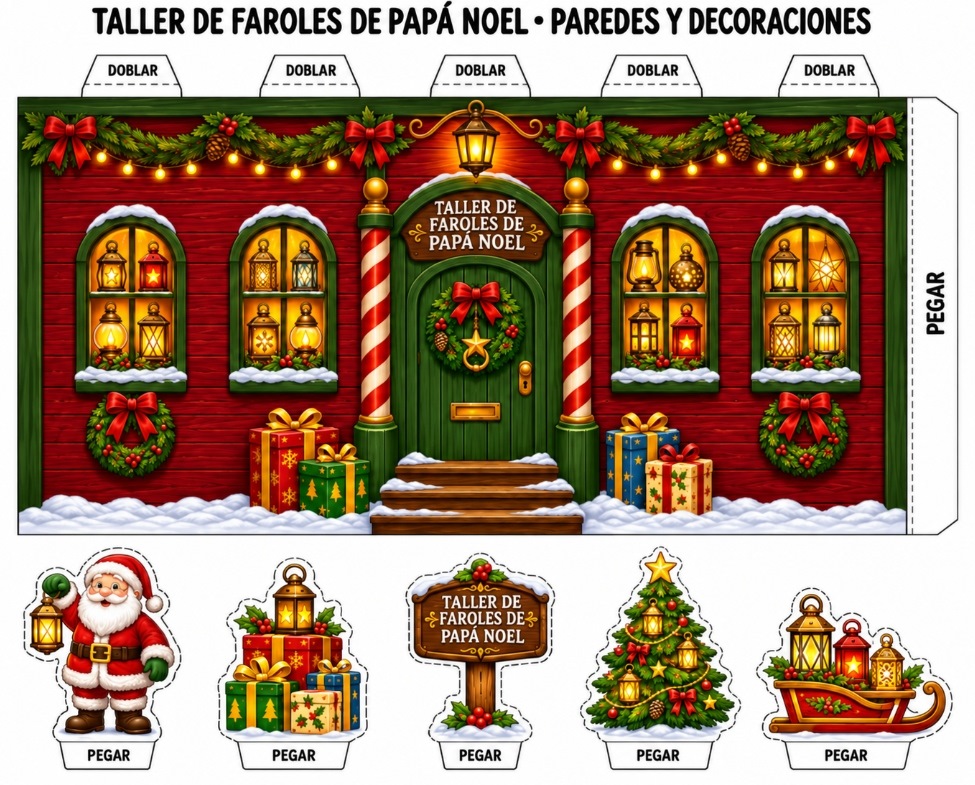 TALLER DE FAROLES DE PAPÁ NOEL • PAREDES Y DECORACIONES
DOBLAR
DOBLAR
DOBLAR
DOBLAR
DOBLAR
TALLER DE
FAROLES DE
PAPÁ NOEL
PEGAR
TALLER DE
FAROLES DE
PAPÁ NOEL
PEGAR
PEGAR
PEGAR
PEGAR
PEGAR